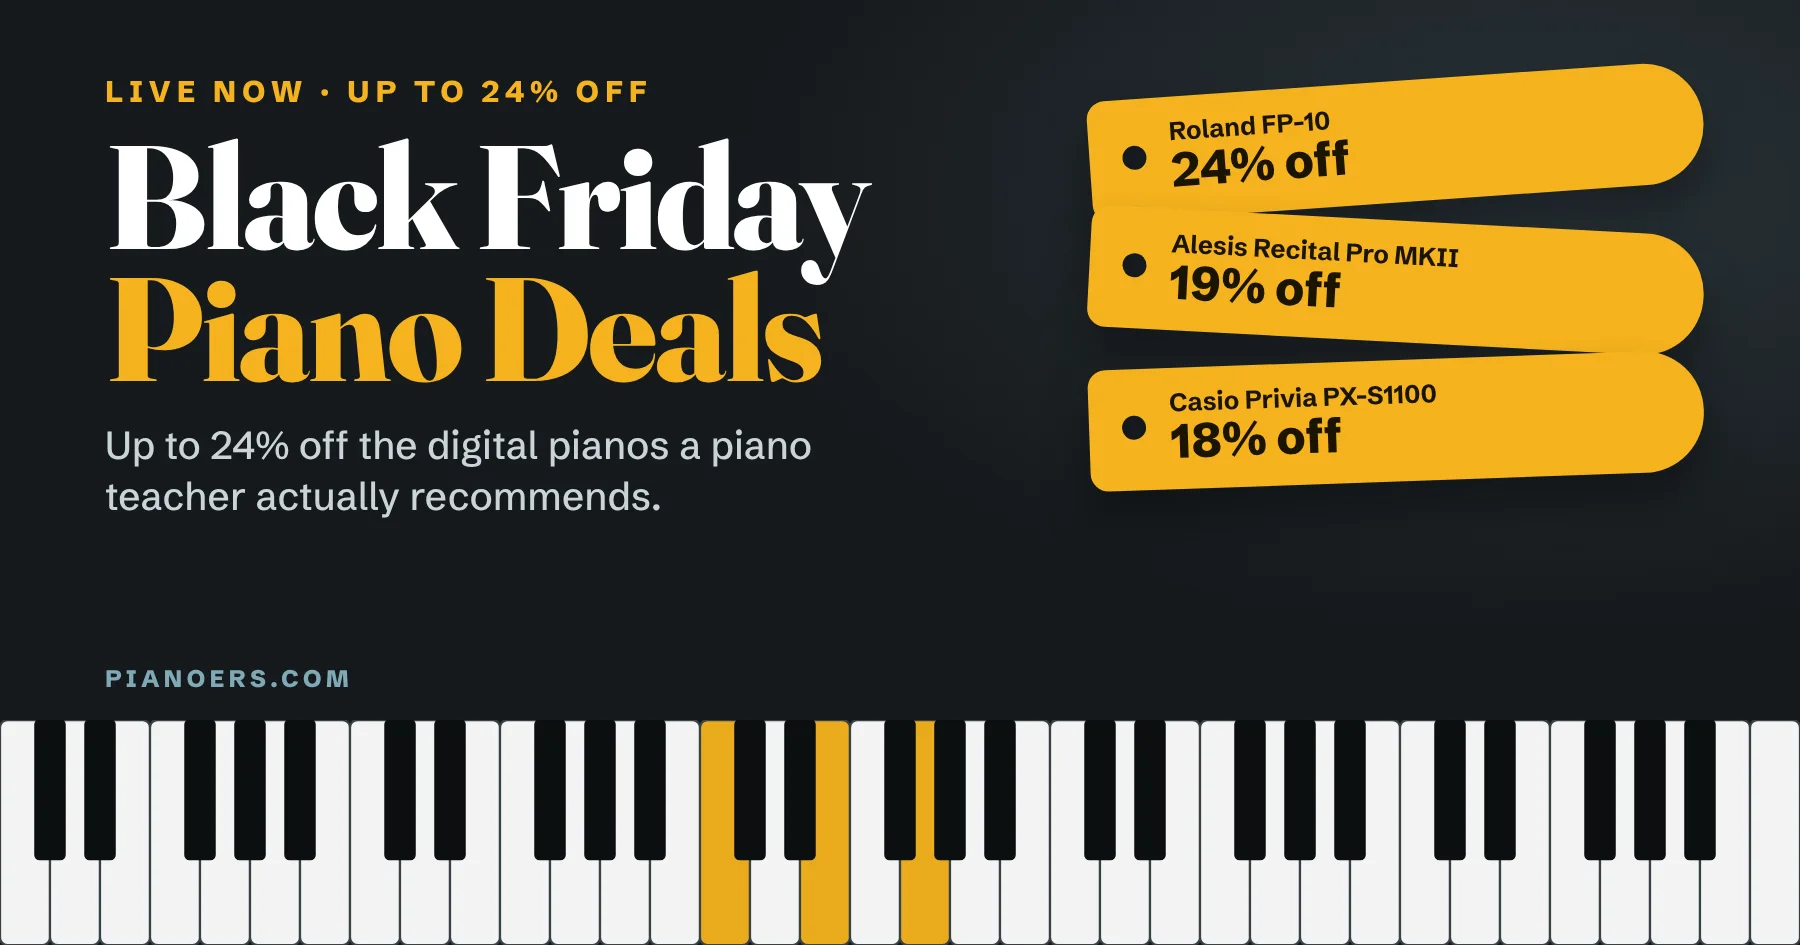 LIVE NOW · UP TO 24% OFF
Black Friday
Piano Deals
Up to 24% off the digital pianos a piano
teacher actually recommends.
PIANOERS.COM
Roland FP-10
24% off
Alesis Recital Pro MKII
19% off
Casio Privia PX-S1100
18% off